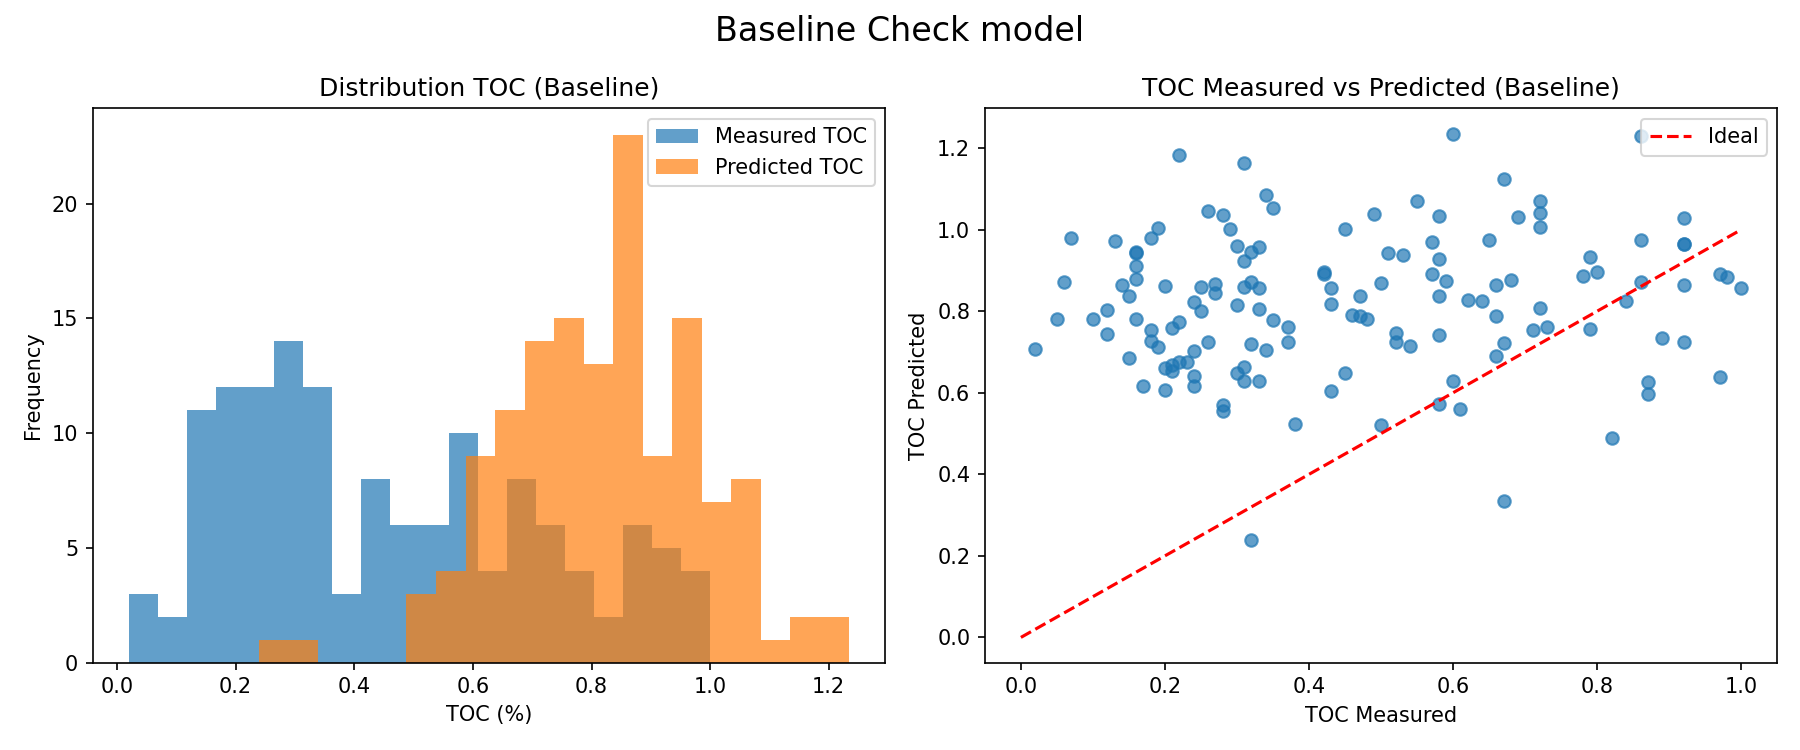 Baseline Check model
Distribution TOC (Baseline)
Measured TOC
Predicted TOC
Frequency
20
15
10
5
0
0.0 0.2 0.4 0.6 0.8 1.0 1.2
TOC (%)
TOC Measured vs Predicted (Baseline)
Ideal
TOC Predicted
1.2
1.0
0.8
0.6
0.4
0.2
0.0
0.0 0.2 0.4 0.6 0.8 1.0
TOC Measured